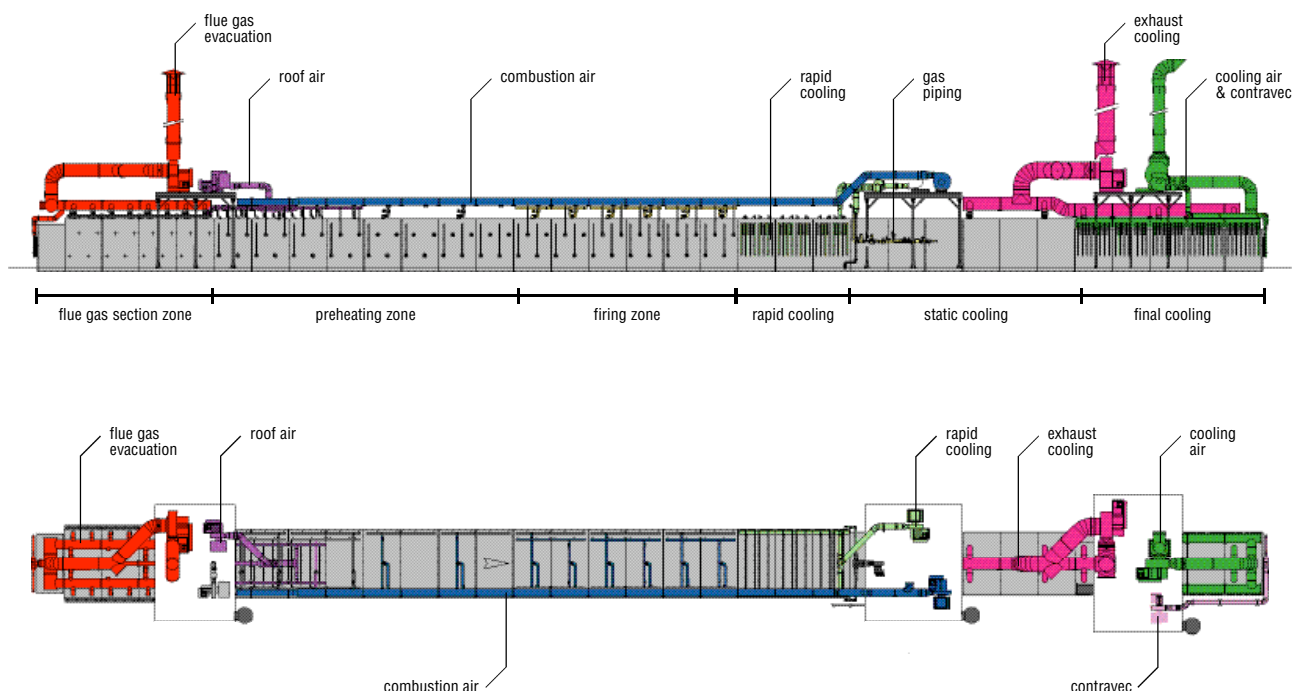 flue gas
evacuation
roof air
combustion air
rapid
cooling
gas
piping
exhaust
cooling
cooling air
& contravec
flue gas section zone
preheating zone
firing zone
rapid cooling
static cooling
final cooling
flue gas
evacuation
roof air
rapid
cooling
exhaust
cooling
cooling
air
combustion air
contravec